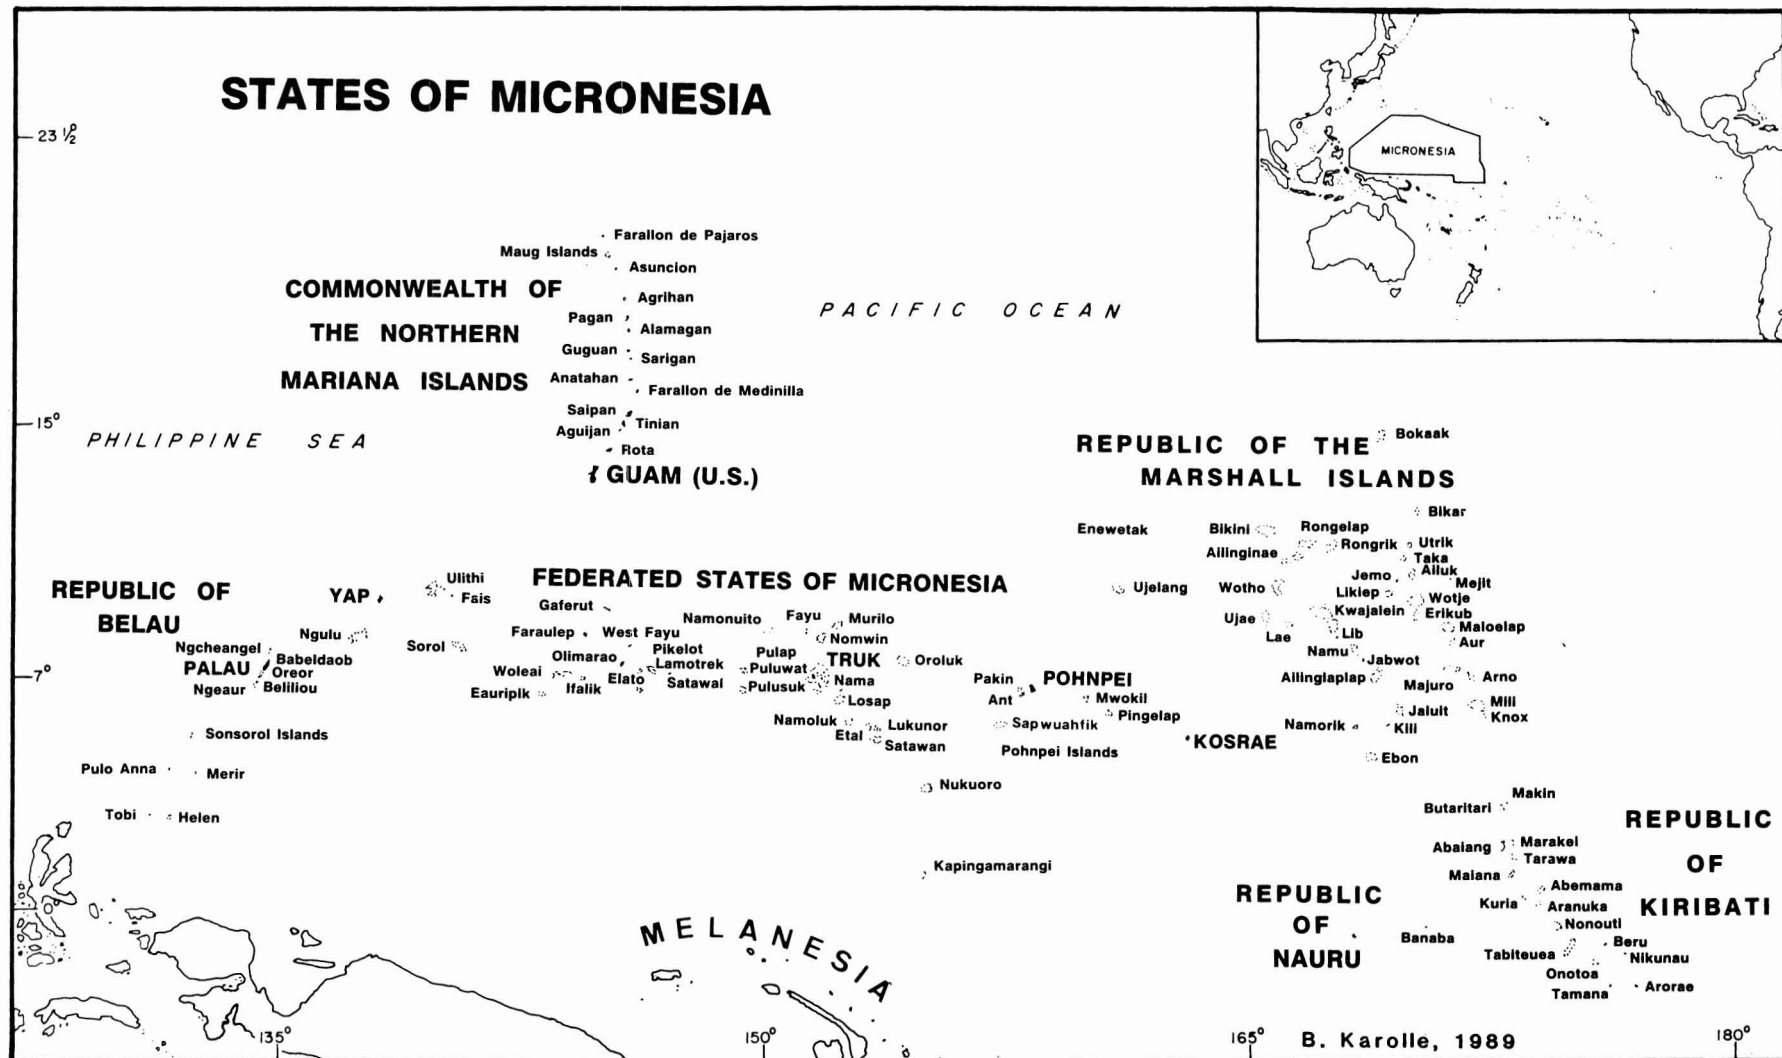 STATES OF MICRONESIA
23 ½°
MICRONESIA
Farallon de Pajaros
Maug Islands
Asuncion
COMMONWEALTH OF
THE NORTHERN
MARIANA ISLANDS
Agrihan
Pagan
Alamagan
Guguan
Sarigan
Anatahan
Farallon de Medinilla
Saipan
Tinian
Aguijan
Rota
GUAM (U.S.)
PACIFIC OCEAN
15°
PHILIPPINE SEA
REPUBLIC OF THE
MARSHALL ISLANDS
Bokaak
Bikar
Enewetak
Bikini
Rongelap
Ailinginae
Rongrik
Utrik
Taka
Ailuk
Jemo
Mejit
Ujelang
Wotho
Likiep
Wotje
Ujae
Kwajalein
Erikub
Lae
Lib
Maloelap
Namu
Aur
Jabwot
Ailinglaplap
Majuro
Arno
Jaluit
Mili
Knox
Namorik
Kili
Ebon
REPUBLIC OF
BELAU
YAP
Ulithi
Fais
FEDERATED STATES OF MICRONESIA
Ngulu
Sorol
Gaferut
Faraulep
West Fayu
Namonuito
Fayu
Murilo
Nomwin
Ngcheangel
PALAU
Babeldaob
Oreor
Ngeaur
Beliliou
7°
Olimarao
Pikelot
Pulap
TRUK
Oroluk
Woleai
Lamotrek
Puluwat
Elato
Nama
Eauripik
Ifalik
Satawal
Pulusuk
Losap
Pakin
POHNPEI
Ant
Mwokil
Namoluk
Lukunor
Sapwuahfik
Pingelap
Etal
Satawan
Pohnpei Islands
KOSRAE
Sonsorol Islands
Pulo Anna
Merir
Nukuoro
Tobi
Helen
Kapingamarangi
Makin
Butaritari
REPUBLIC
OF
KIRIBATI
Abaiang
Marakei
Tarawa
Maiana
Abemama
Kuria
Aranuka
Nonouti
REPUBLIC
OF
NAURU
Banaba
Beru
Tabiteuea
Nikunau
Onotoa
Tamana
Arorae
MELANESIA
135°
150°
165°
B. Karolle, 1989
180°